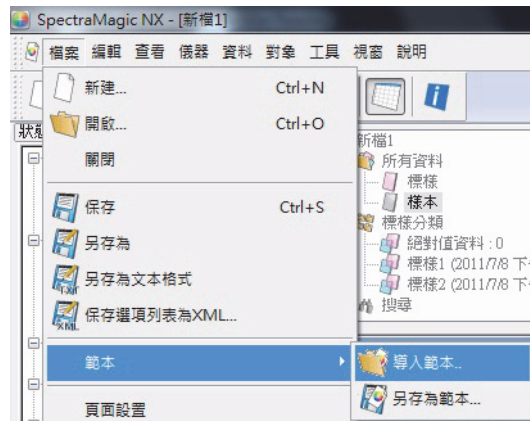 SpectraMagic NX - [新檔1]
檔案 編輯 查看 儀器 資料 對象 工具 視窗 說明
新建... Ctrl+N
開啟... Ctrl+O
關閉
保存 Ctrl+S
另存為
另存為文本格式
保存選項列表為XML...
範本
頁面設置
導入範本..
另存為範本...
新檔1
所有資料
標樣
樣本
標樣分類
絕對值資料 : 0
標樣1 (2011/7/8 下
標樣2 (2011/7/8 下
搜尋